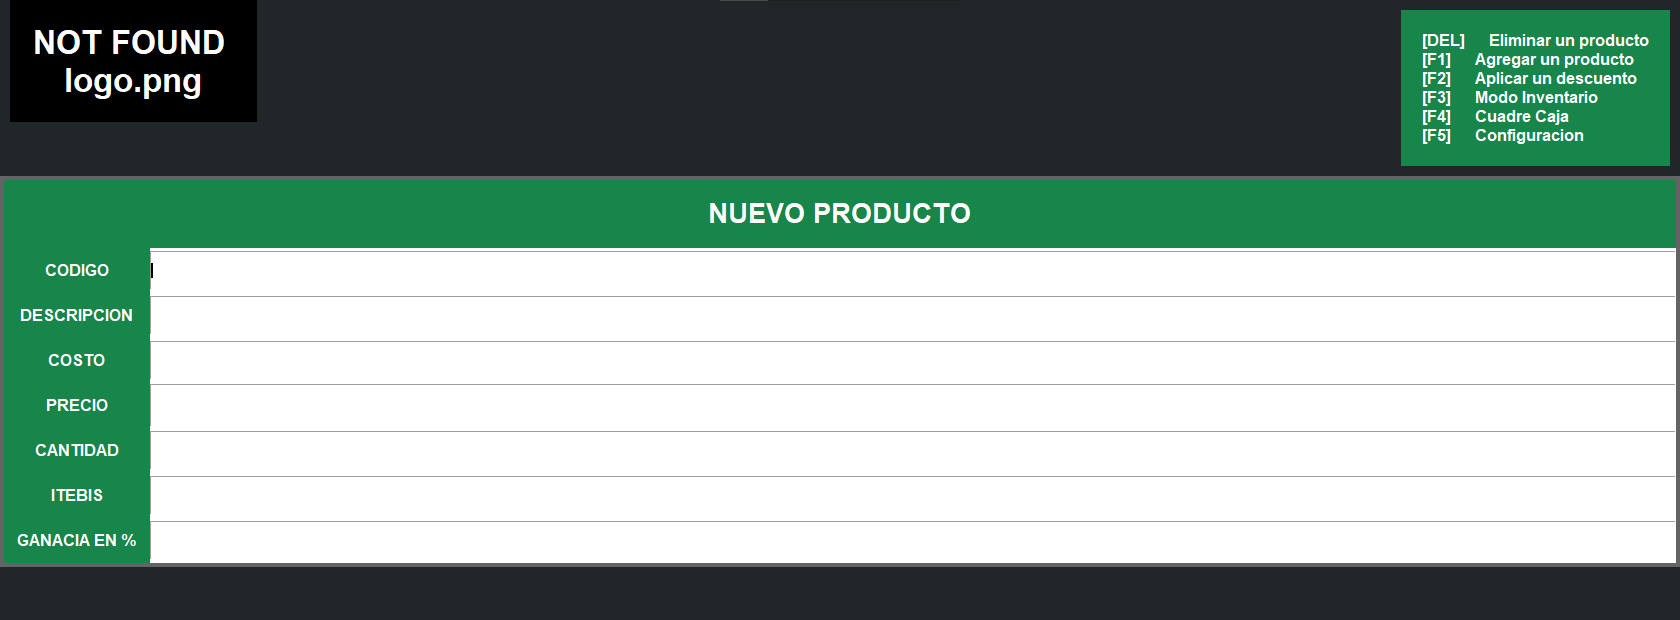 NOT FOUND
logo.png
[DEL] Eliminar un producto
[F1] Agregar un producto
[F2] Aplicar un descuento
[F3] Modo Inventario
[F4] Cuadre Caja
[F5] Configuracion
NUEVO PRODUCTO
CODIGO
DESCRIPCION
COSTO
PRECIO
CANTIDAD
ITEBIS
GANACIA EN %